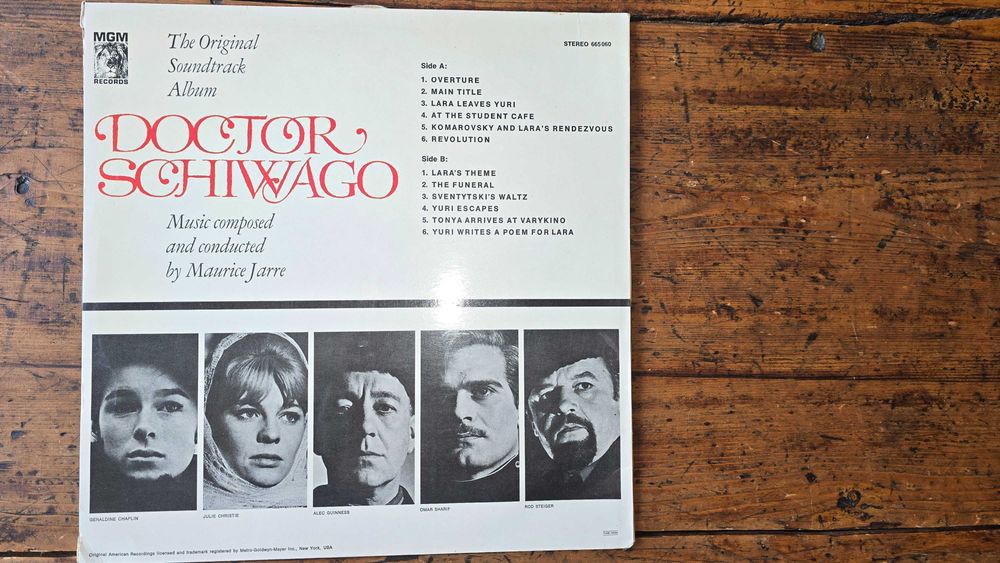 MGM
RECORDS
The Original
Soundtrack
Album
STEREO 665060
DOCTOR
SCHIWAGO
Music composed
and conducted
by Maurice Jarre
Side A:
1. OVERTURE
2. MAIN TITLE
3. LARA LEAVES YURI
4. AT THE STUDENT CAFE
5. KOMAROVSKY AND LARA'S RENDEZVOUS
6. REVOLUTION
Side B:
1. LARA'S THEME
2. THE FUNERAL
3. SVENTYTSKI'S WALTZ
4. YURI ESCAPES
5. TONYA ARRIVES AT VARYKINO
6. YURI WRITES A POEM FOR LARA
GERALDINE CHAPLIN
JULIE CHRISTIE
ALEC GUINNESS
OMAR SHARIF
ROD STEIGER
Original American Recordings licensed and trademark registered by Metro-Goldwyn-Mayer Inc., New York, USA